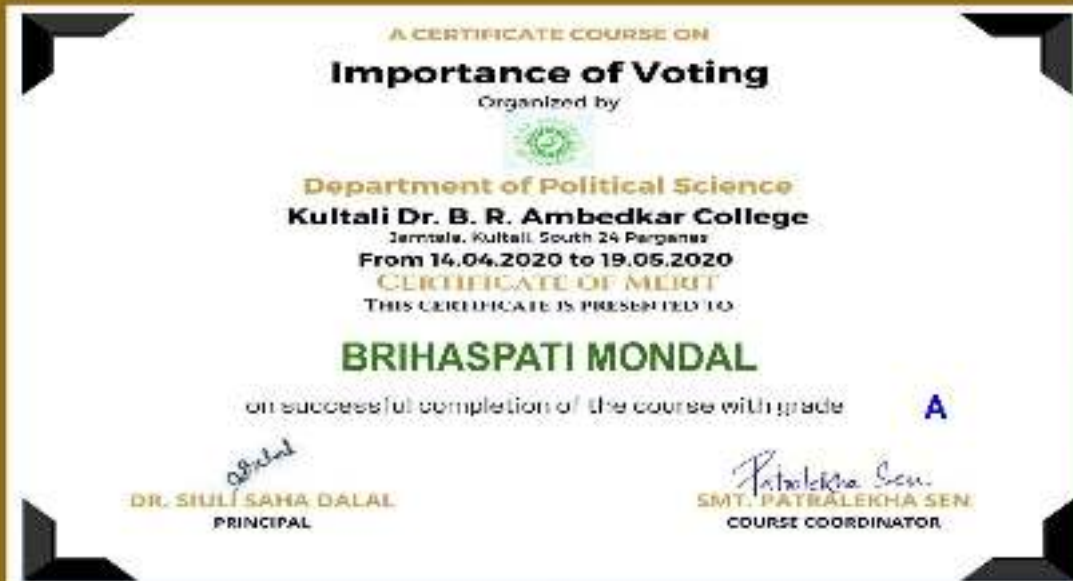 A CERTIFICATE COURSE ON
Importance of Voting
Organized by
Department of Political Science
Kultali Dr. B. R. Ambedkar College
Jamtala, Kultali, South 24 Parganas
From 14.04.2020 to 19.05.2020
CERTIFICATE OF MERIT
THIS CERTIFICATE IS PRESENTED TO
BRIHASPATI MONDAL
on successful completion of the course with grade A
Patralekha Sen.
DR. SIULI SAHA DALAL
SMT. PATRALEKHA SEN
PRINCIPAL
COURSE COORDINATOR